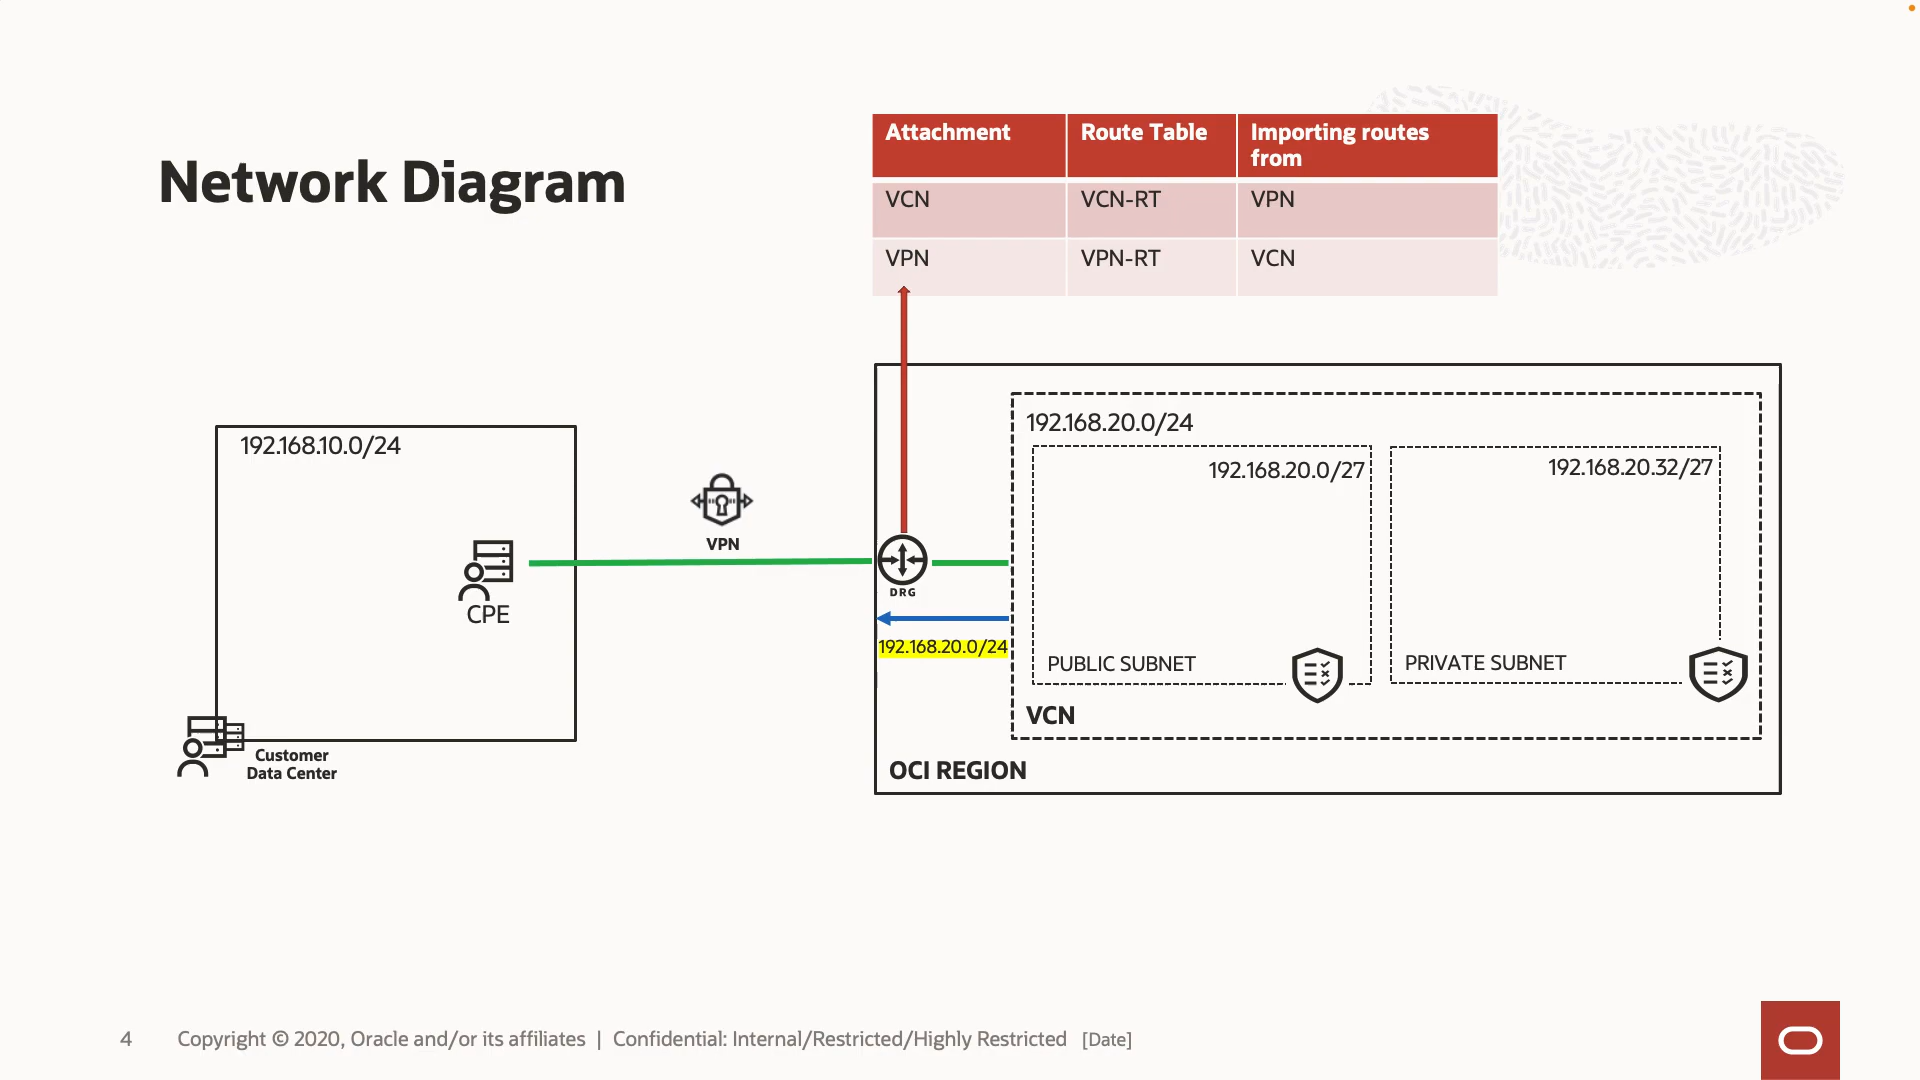 Network Diagram
Attachment Route Table Importing routes
from
VCN VCN-RT VPN
VPN VPN-RT VCN
192.168.10.0/24
CPE
Customer
Data Center
VPN
DRG
192.168.20.0/24
192.168.20.0/24
192.168.20.0/27
PUBLIC SUBNET
192.168.20.32/27
PRIVATE SUBNET
VCN
OCI REGION
4 Copyright © 2020, Oracle and/or its affiliates | Confidential: Internal/Restricted/Highly Restricted [Date]